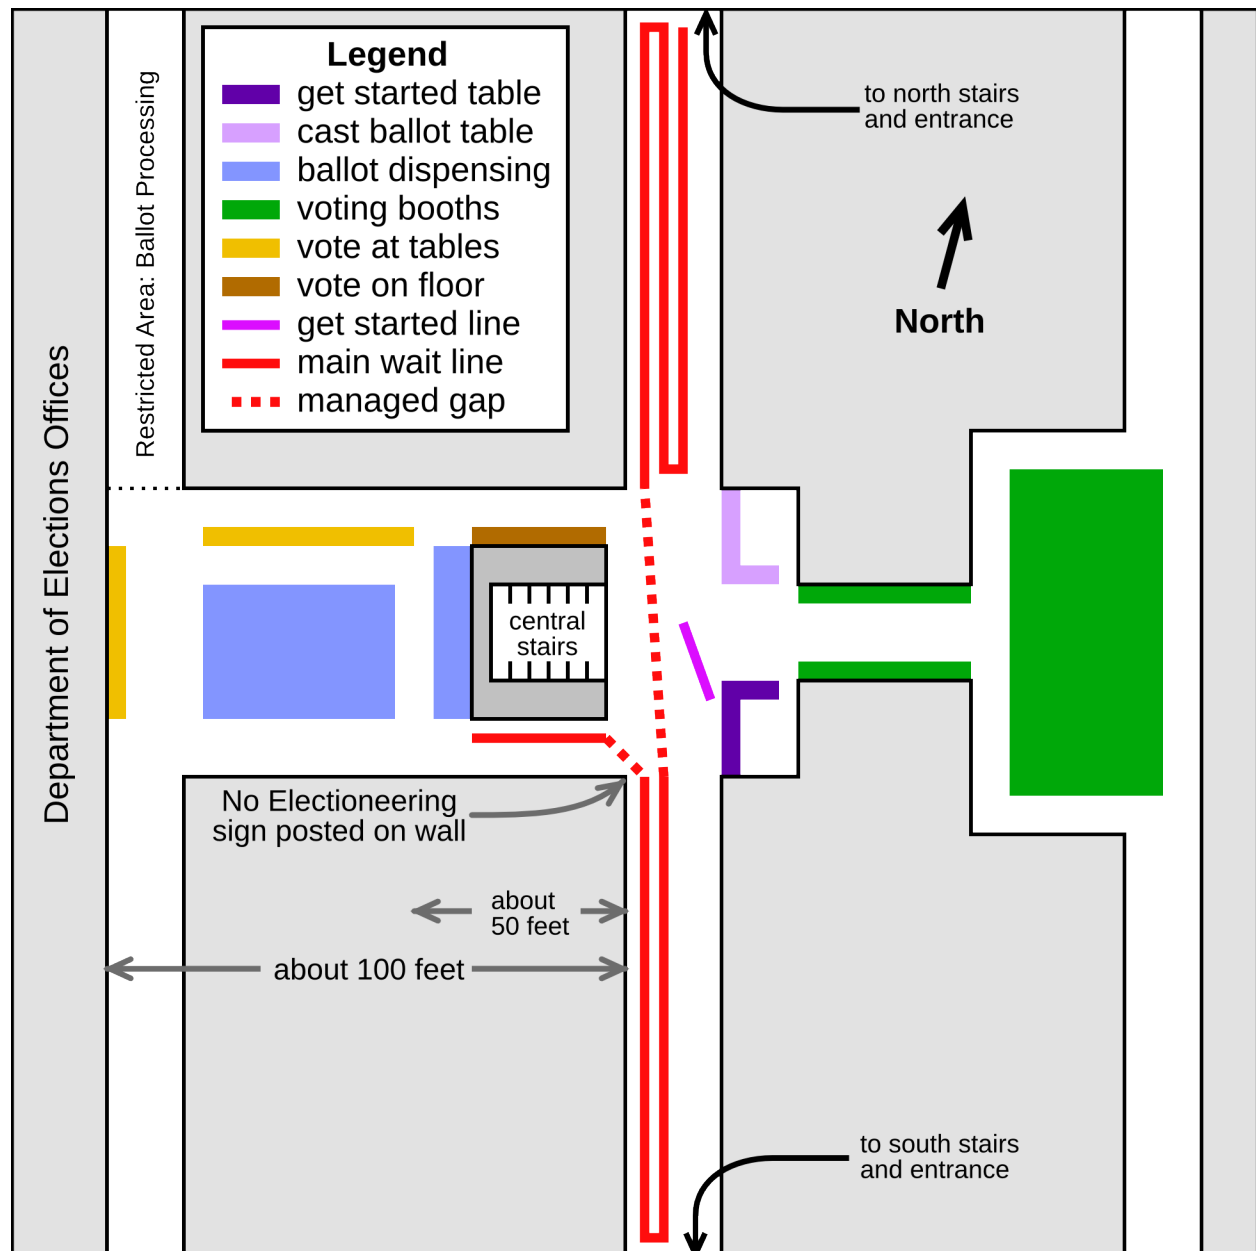 Legend
get started table
cast ballot table
ballot dispensing
voting booths
vote at tables
vote on floor
get started line
main wait line
managed gap
Restricted Area: Ballot Processing
Department of Elections Offices
to north stairs
and entrance
North
central
stairs
No Electioneering
sign posted on wall
about
50 feet
about 100 feet
to south stairs
and entrance